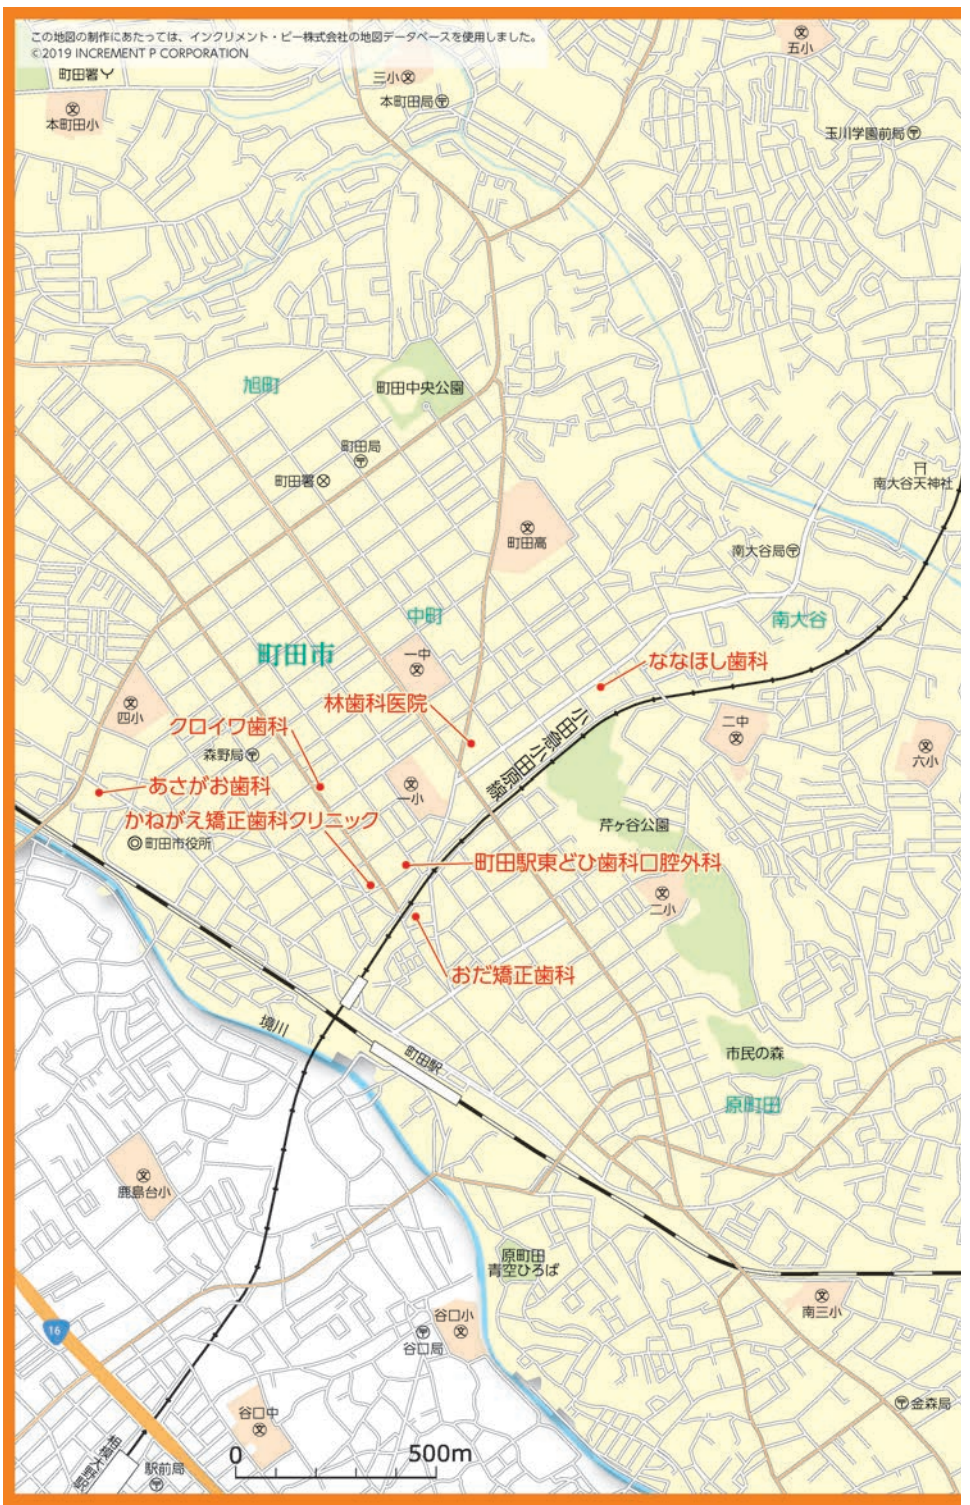 この地図の制作にあたっては、インクリメント・ピー株式会社の地図データベースを使用しました。
©2019 INCREMENT P CORPORATION
町田署
五小
三小
本町田局
本町田小
玉川学園前局
旭町
町田中央公園
町田局
町田署
南大谷天神社
町田高
南大谷局
中町
南大谷
町田市
一中
ななほし歯科
四小
林歯科医院
クロイワ歯科
小田急小田原線
二中
森野局
六小
あさがお歯科
一小
かねがえ矯正歯科クリニック
芹ヶ谷公園
町田市役所
町田駅東どひ歯科口腔外科
二小
おだ矯正歯科
境川
町田駅
市民の森
原町田
鹿島台小
原町田
青空ひろば
南三小
谷口小
16
谷口局
金森局
谷口中
相模大野駅
駅前局
0
500m